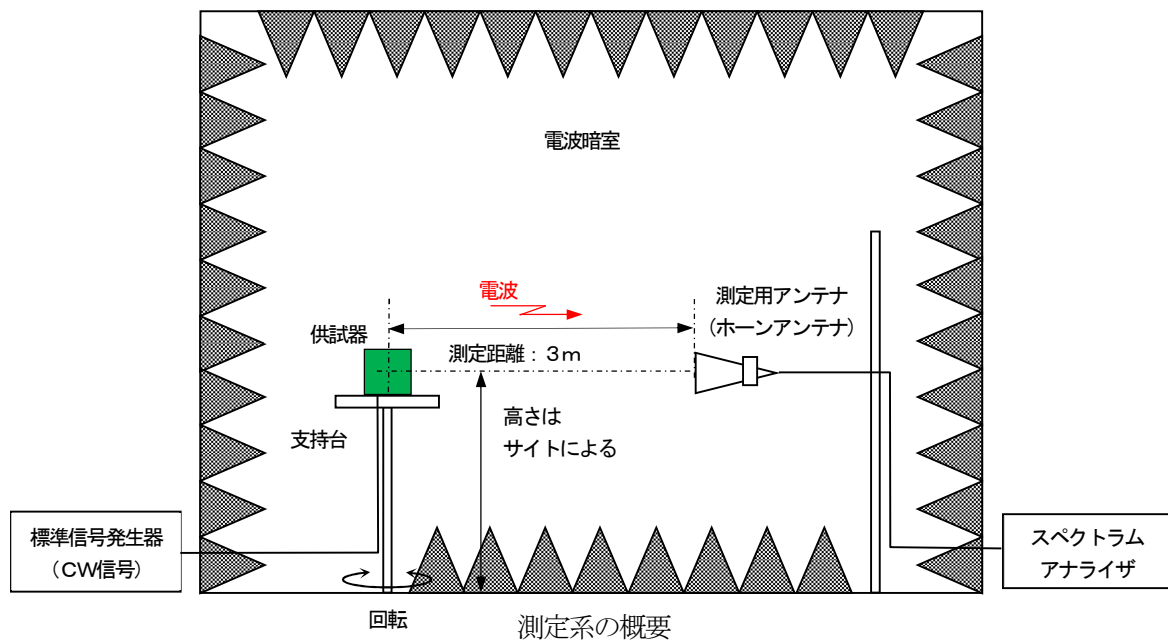 電波暗室
電波
測定用アンテナ
（ホーンアンテナ）
供試器
測定距離：３ｍ
高さは
サイトによる
支持台
標準信号発生器
（ＣＷ信号）
スペクトラム
アナライザ
回転
測定系の概要